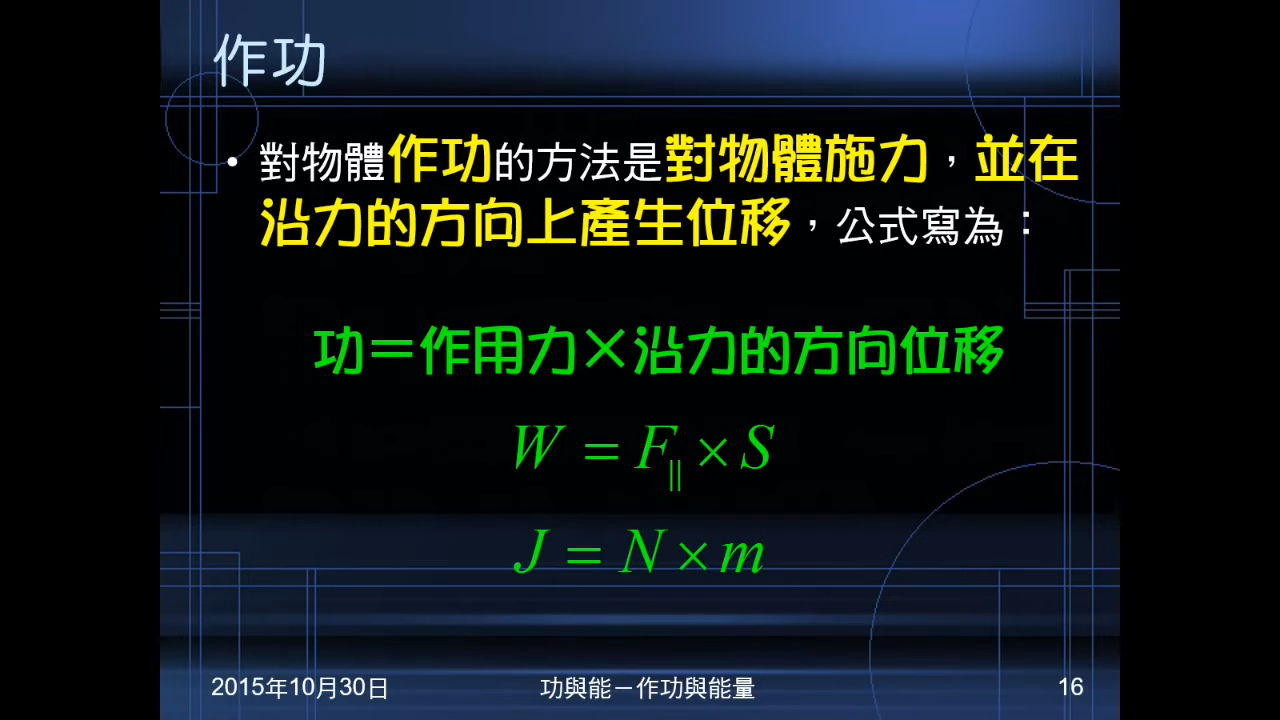 作功
• 對物體作功的方法是對物體施力，並在
沿力的方向上產生位移，公式寫為：
功＝作用力×沿力的方向位移
W = F∥ × S
J = N × m
2015年10月30日
功與能－作功與能量
16